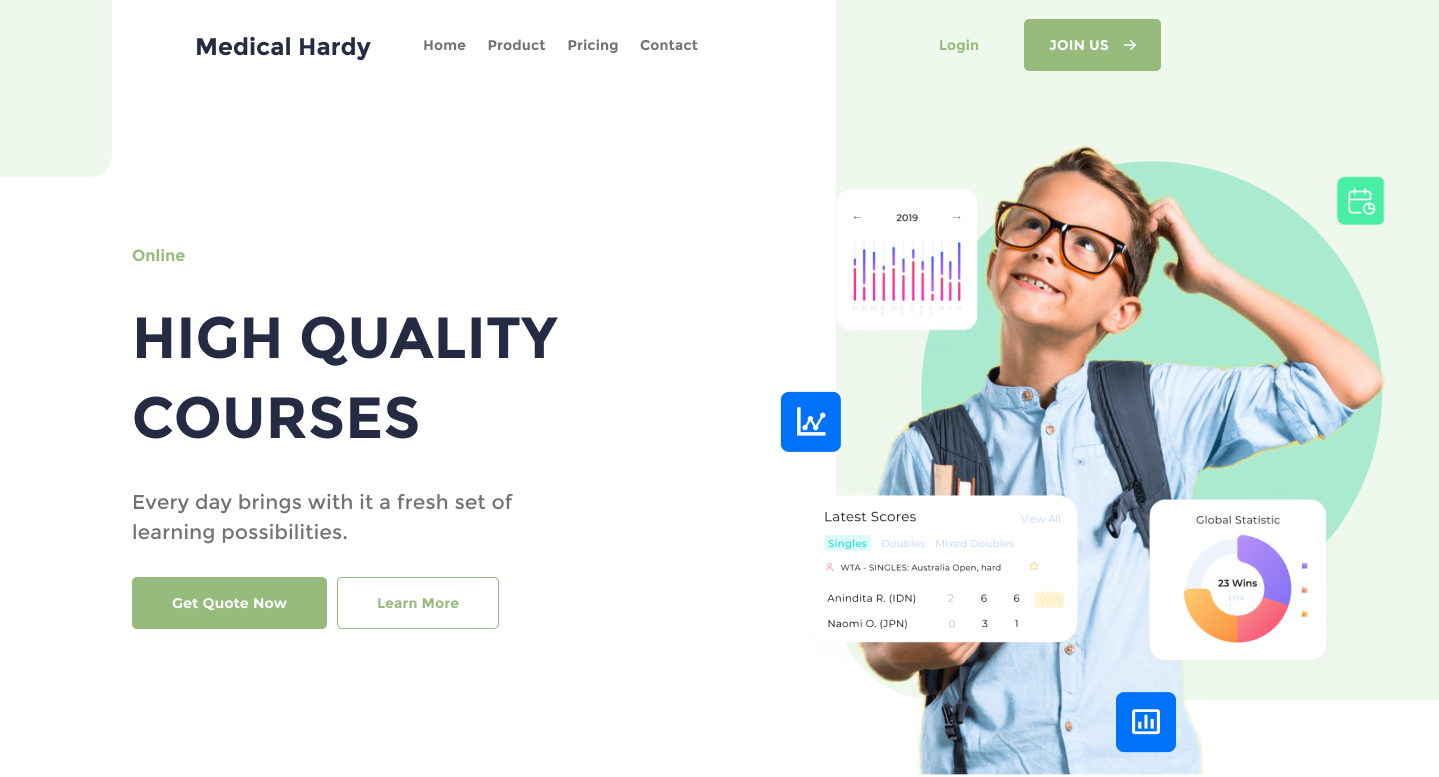 Medical Hardy
Home Product Pricing Contact
Login
JOIN US →
Online
HIGH QUALITY
COURSES
Every day brings with it a fresh set of
learning possibilities.
Get Quote Now
Learn More
← 2019 →
Latest Scores View All
Singles Doubles Mixed Doubles
WTA - SINGLES: Australia Open, hard
Anindita R. (IDN) 2 6 6 WIN
Naomi O. (JPN) 0 3 1
Global Statistic
23 Wins